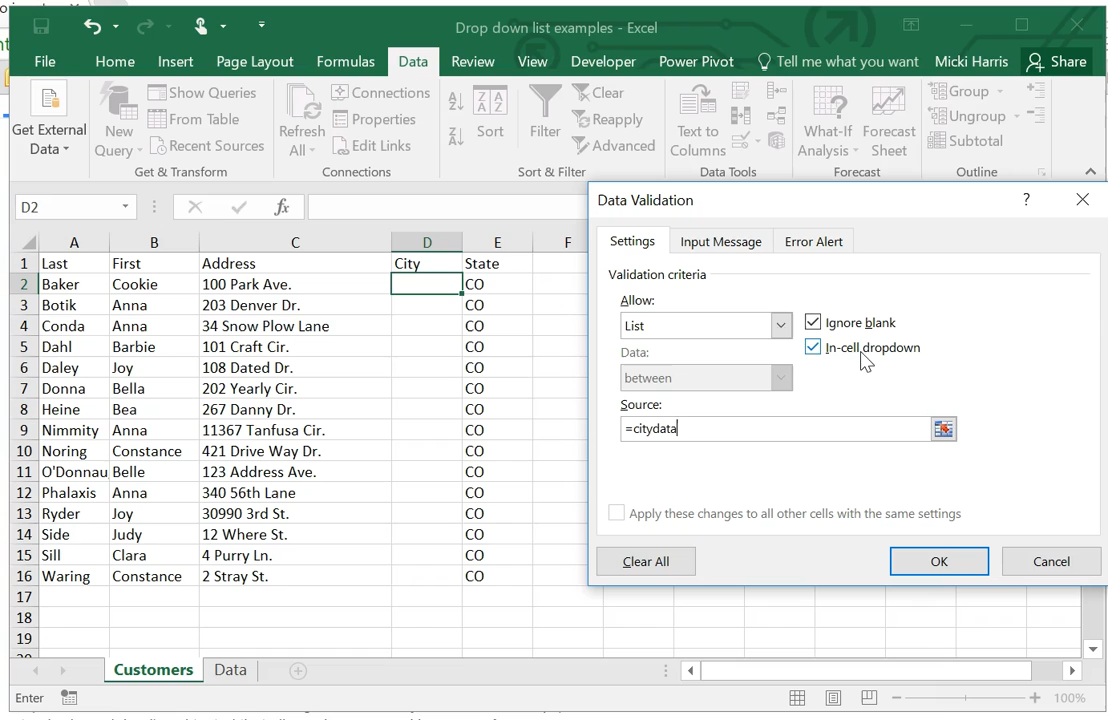 Drop down list examples - Excel
File Home Insert Page Layout Formulas Data Review View Developer Power Pivot Tell me what you want Micki Harris Share
Get External Data
New Query
Show Queries
From Table
Recent Sources
Get & Transform
Refresh All
Connections
Properties
Edit Links
Connections
Sort
Filter
Clear
Reapply
Advanced
Sort & Filter
Text to Columns
Data Tools
What-If Analysis
Forecast Sheet
Forecast
Group
Ungroup
Subtotal
Outline
D2
fx
A B C D E F
1 Last First Address City State
2 Baker Cookie 100 Park Ave. CO
3 Botik Anna 203 Denver Dr. CO
4 Conda Anna 34 Snow Plow Lane CO
5 Dahl Barbie 101 Craft Cir. CO
6 Daley Joy 108 Dated Dr. CO
7 Donna Bella 202 Yearly Cir. CO
8 Heine Bea 267 Danny Dr. CO
9 Nimmity Anna 11367 Tanfusa Cir. CO
10 Noring Constance 421 Drive Way Dr. CO
11 O'Donnau Belle 123 Address Ave. CO
12 Phalaxis Anna 340 56th Lane CO
13 Ryder Joy 30990 3rd St. CO
14 Side Judy 12 Where St. CO
15 Sill Clara 4 Purry Ln. CO
16 Waring Constance 2 Stray St. CO
17
18
19
Data Validation ?
Settings Input Message Error Alert
Validation criteria
Allow:
List
Ignore blank
In-cell dropdown
Data:
between
Source:
=citydata
Apply these changes to all other cells with the same settings
Clear All OK Cancel
Customers Data
Enter 100%